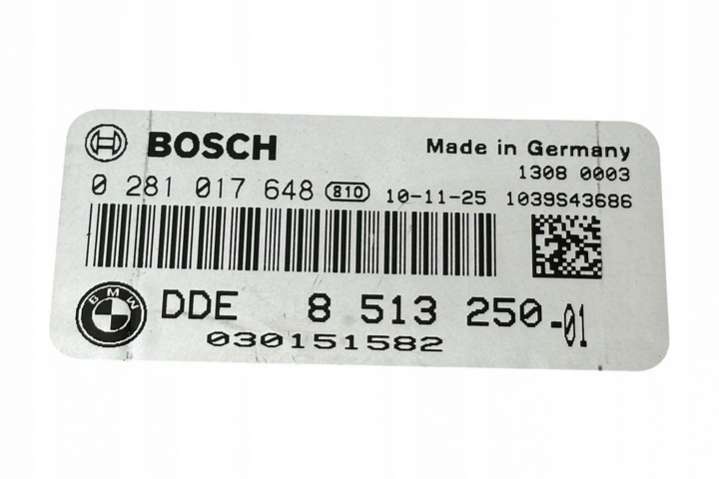 BOSCH
Made in Germany
1308 0003
0 281 017 648 810 10-11-25 1039S43686
BMW
DDE 8 513 250-01
030151582